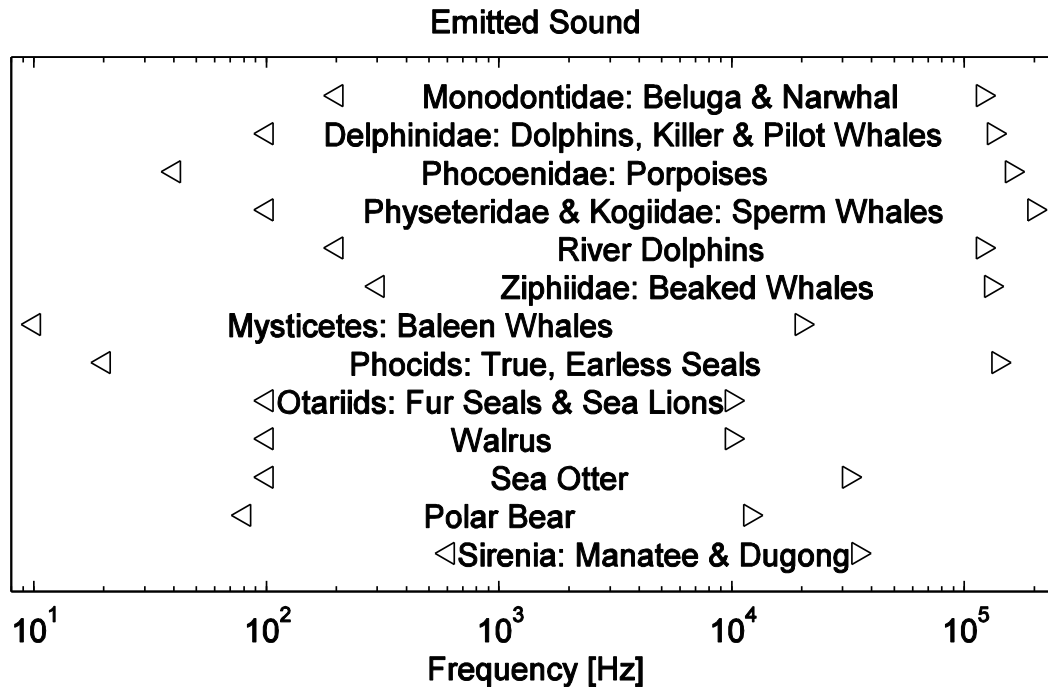 Emitted Sound
Monodontidae: Beluga & Narwhal
Delphinidae: Dolphins, Killer & Pilot Whales
Phocoenidae: Porpoises
Physeteridae & Kogiidae: Sperm Whales
River Dolphins
Ziphiidae: Beaked Whales
Mysticetes: Baleen Whales
Phocids: True, Earless Seals
Otariids: Fur Seals & Sea Lions
Walrus
Sea Otter
Polar Bear
Sirenia: Manatee & Dugong
10¹ 10² 10³ 10⁴ 10⁵
Frequency [Hz]